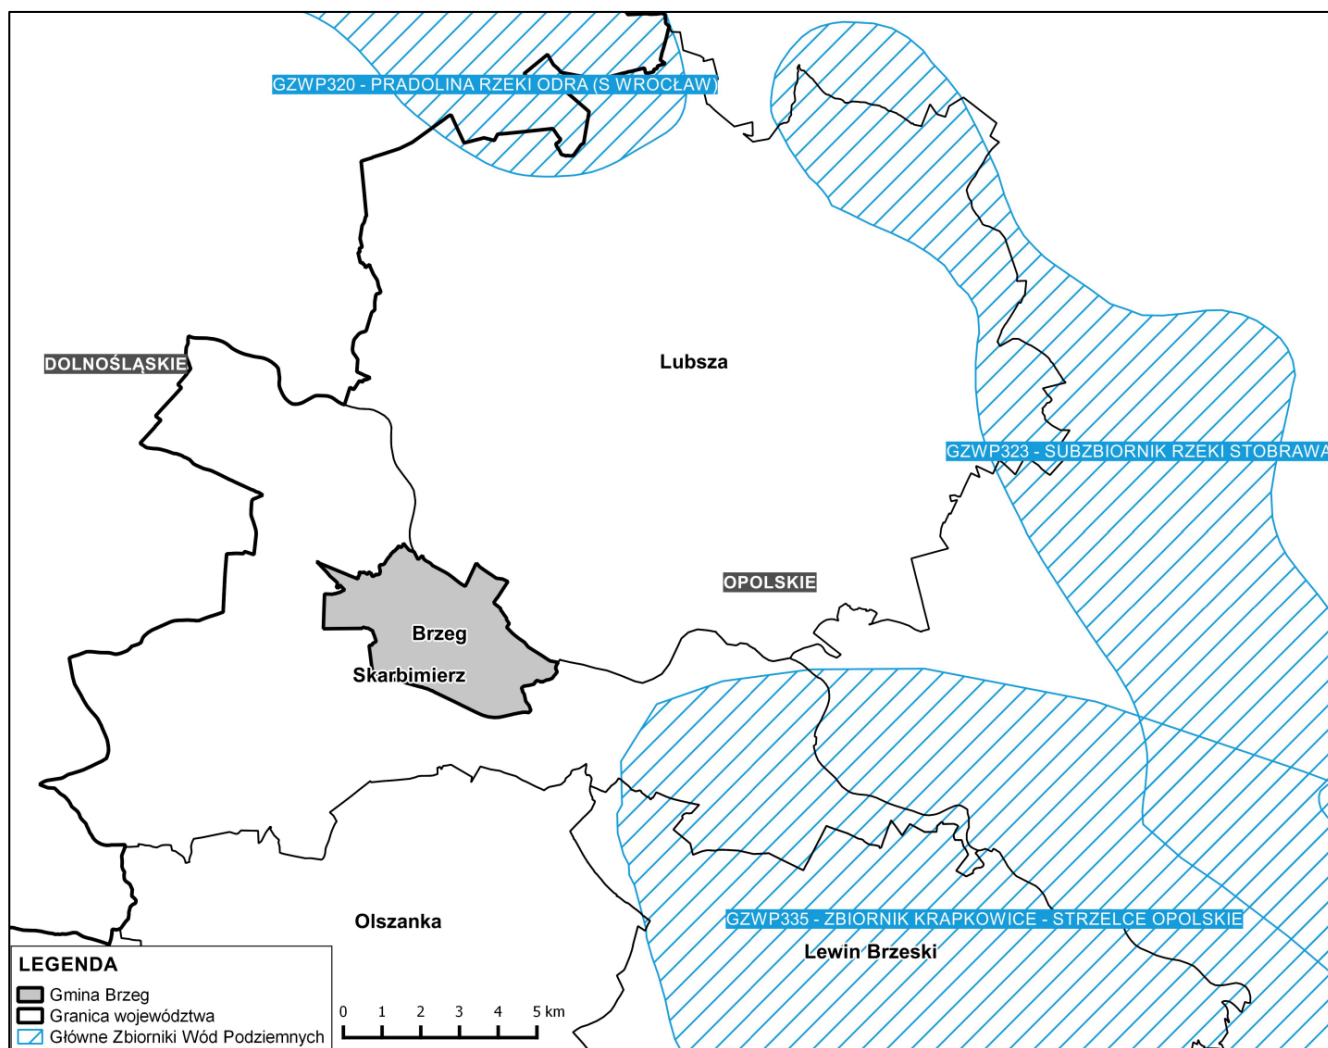 GZWP320 - PRADOLINA RZEKI ODRA (S WROCŁAW)
DOLNOŚLĄSKIE
Lubsza
GZWP323 - SUBZBIORNIK RZEKI STOBRAWA
OPOLSKIE
Brzeg
Skarbimierz
Olszanka
GZWP335 - ZBIORNIK KRAPKOWICE - STRZELCE OPOLSKIE
Lewin Brzeski
LEGENDA
Gmina Brzeg
Granica województwa
Główne Zbiorniki Wód Podziemnych
0 1 2 3 4 5 km